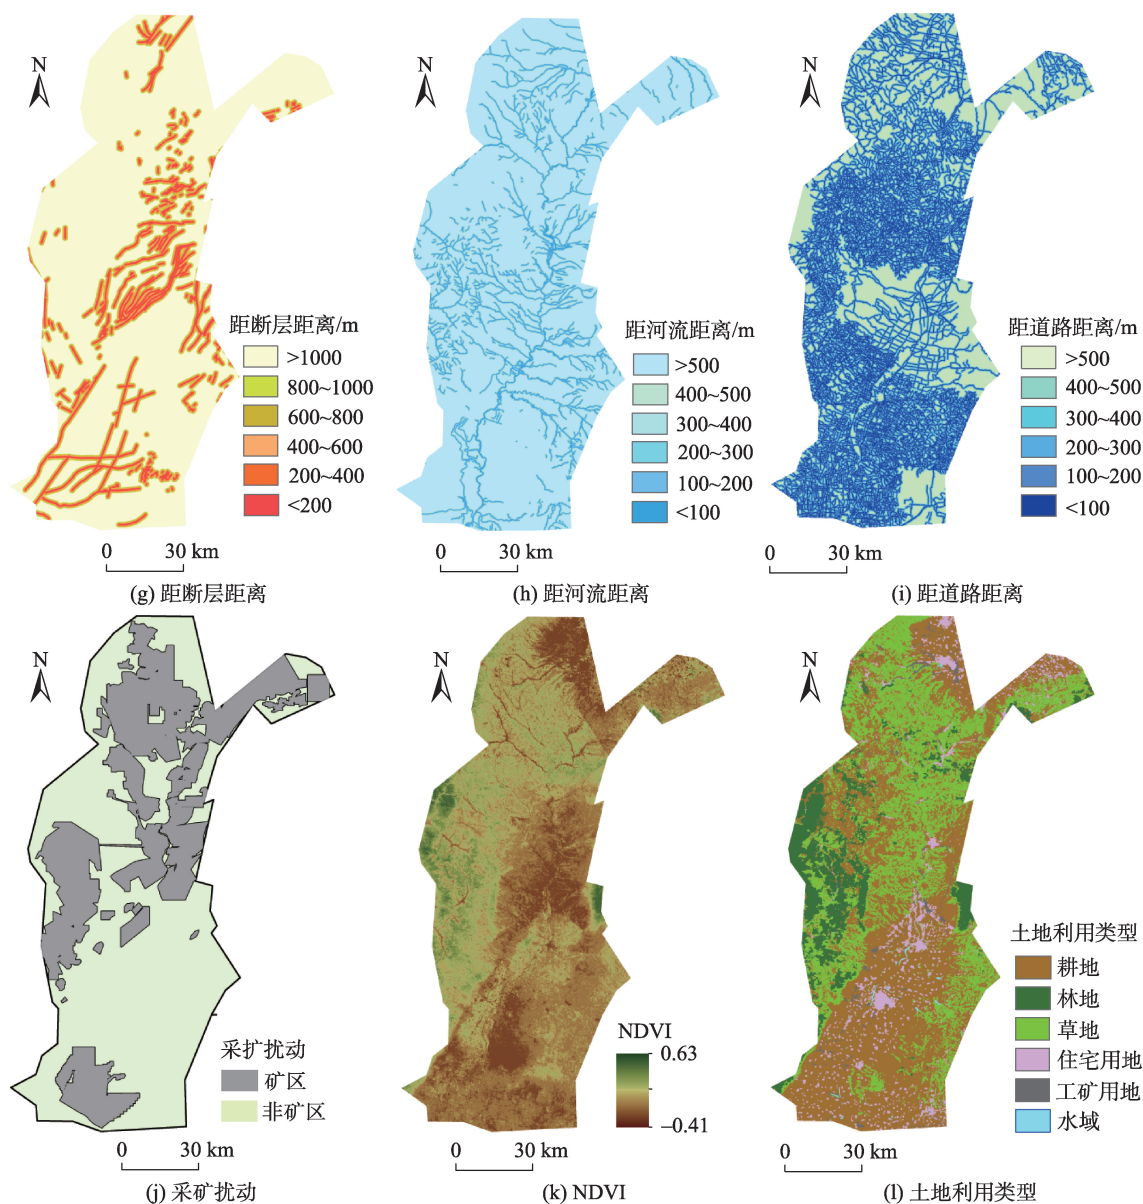 N
距断层距离/m
>1000
800~1000
600~800
400~600
200~400
<200
0 30 km
(g) 距断层距离
N
距河流距离/m
>500
400~500
300~400
200~300
100~200
<100
0 30 km
(h) 距河流距离
N
距道路距离/m
>500
400~500
300~400
200~300
100~200
<100
0 30 km
(i) 距道路距离
N
采扩扰动
矿区
非矿区
0 30 km
(j) 采矿扰动
N
NDVI
0.63
−0.41
0 30 km
(k) NDVI
N
土地利用类型
耕地
林地
草地
住宅用地
工矿用地
水域
0 30 km
(l) 土地利用类型